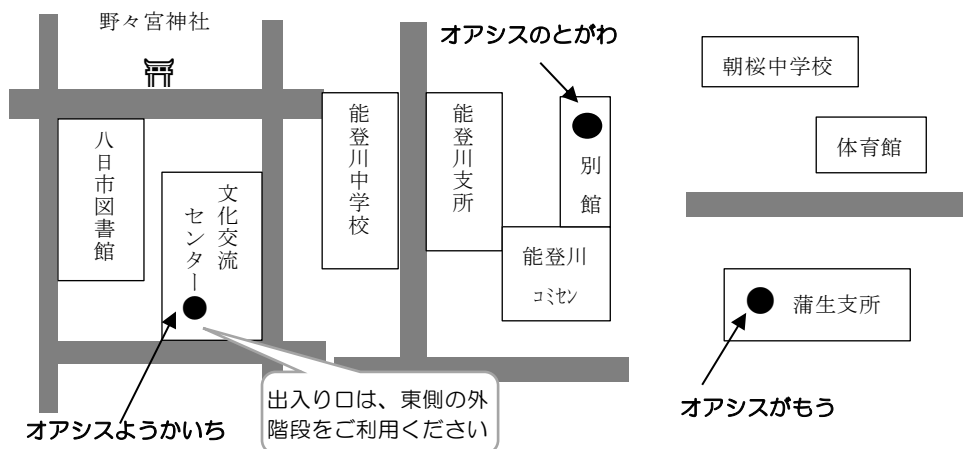 野々宮神社
八日市図書館
文化交流
センター
オアシスようかいち
出入り口は、東側の外
階段をご利用ください
能登川中学校
能登川支所
オアシスのとがわ
別館
能登川
コミセン
朝桜中学校
体育館
蒲生支所
オアシスがもう